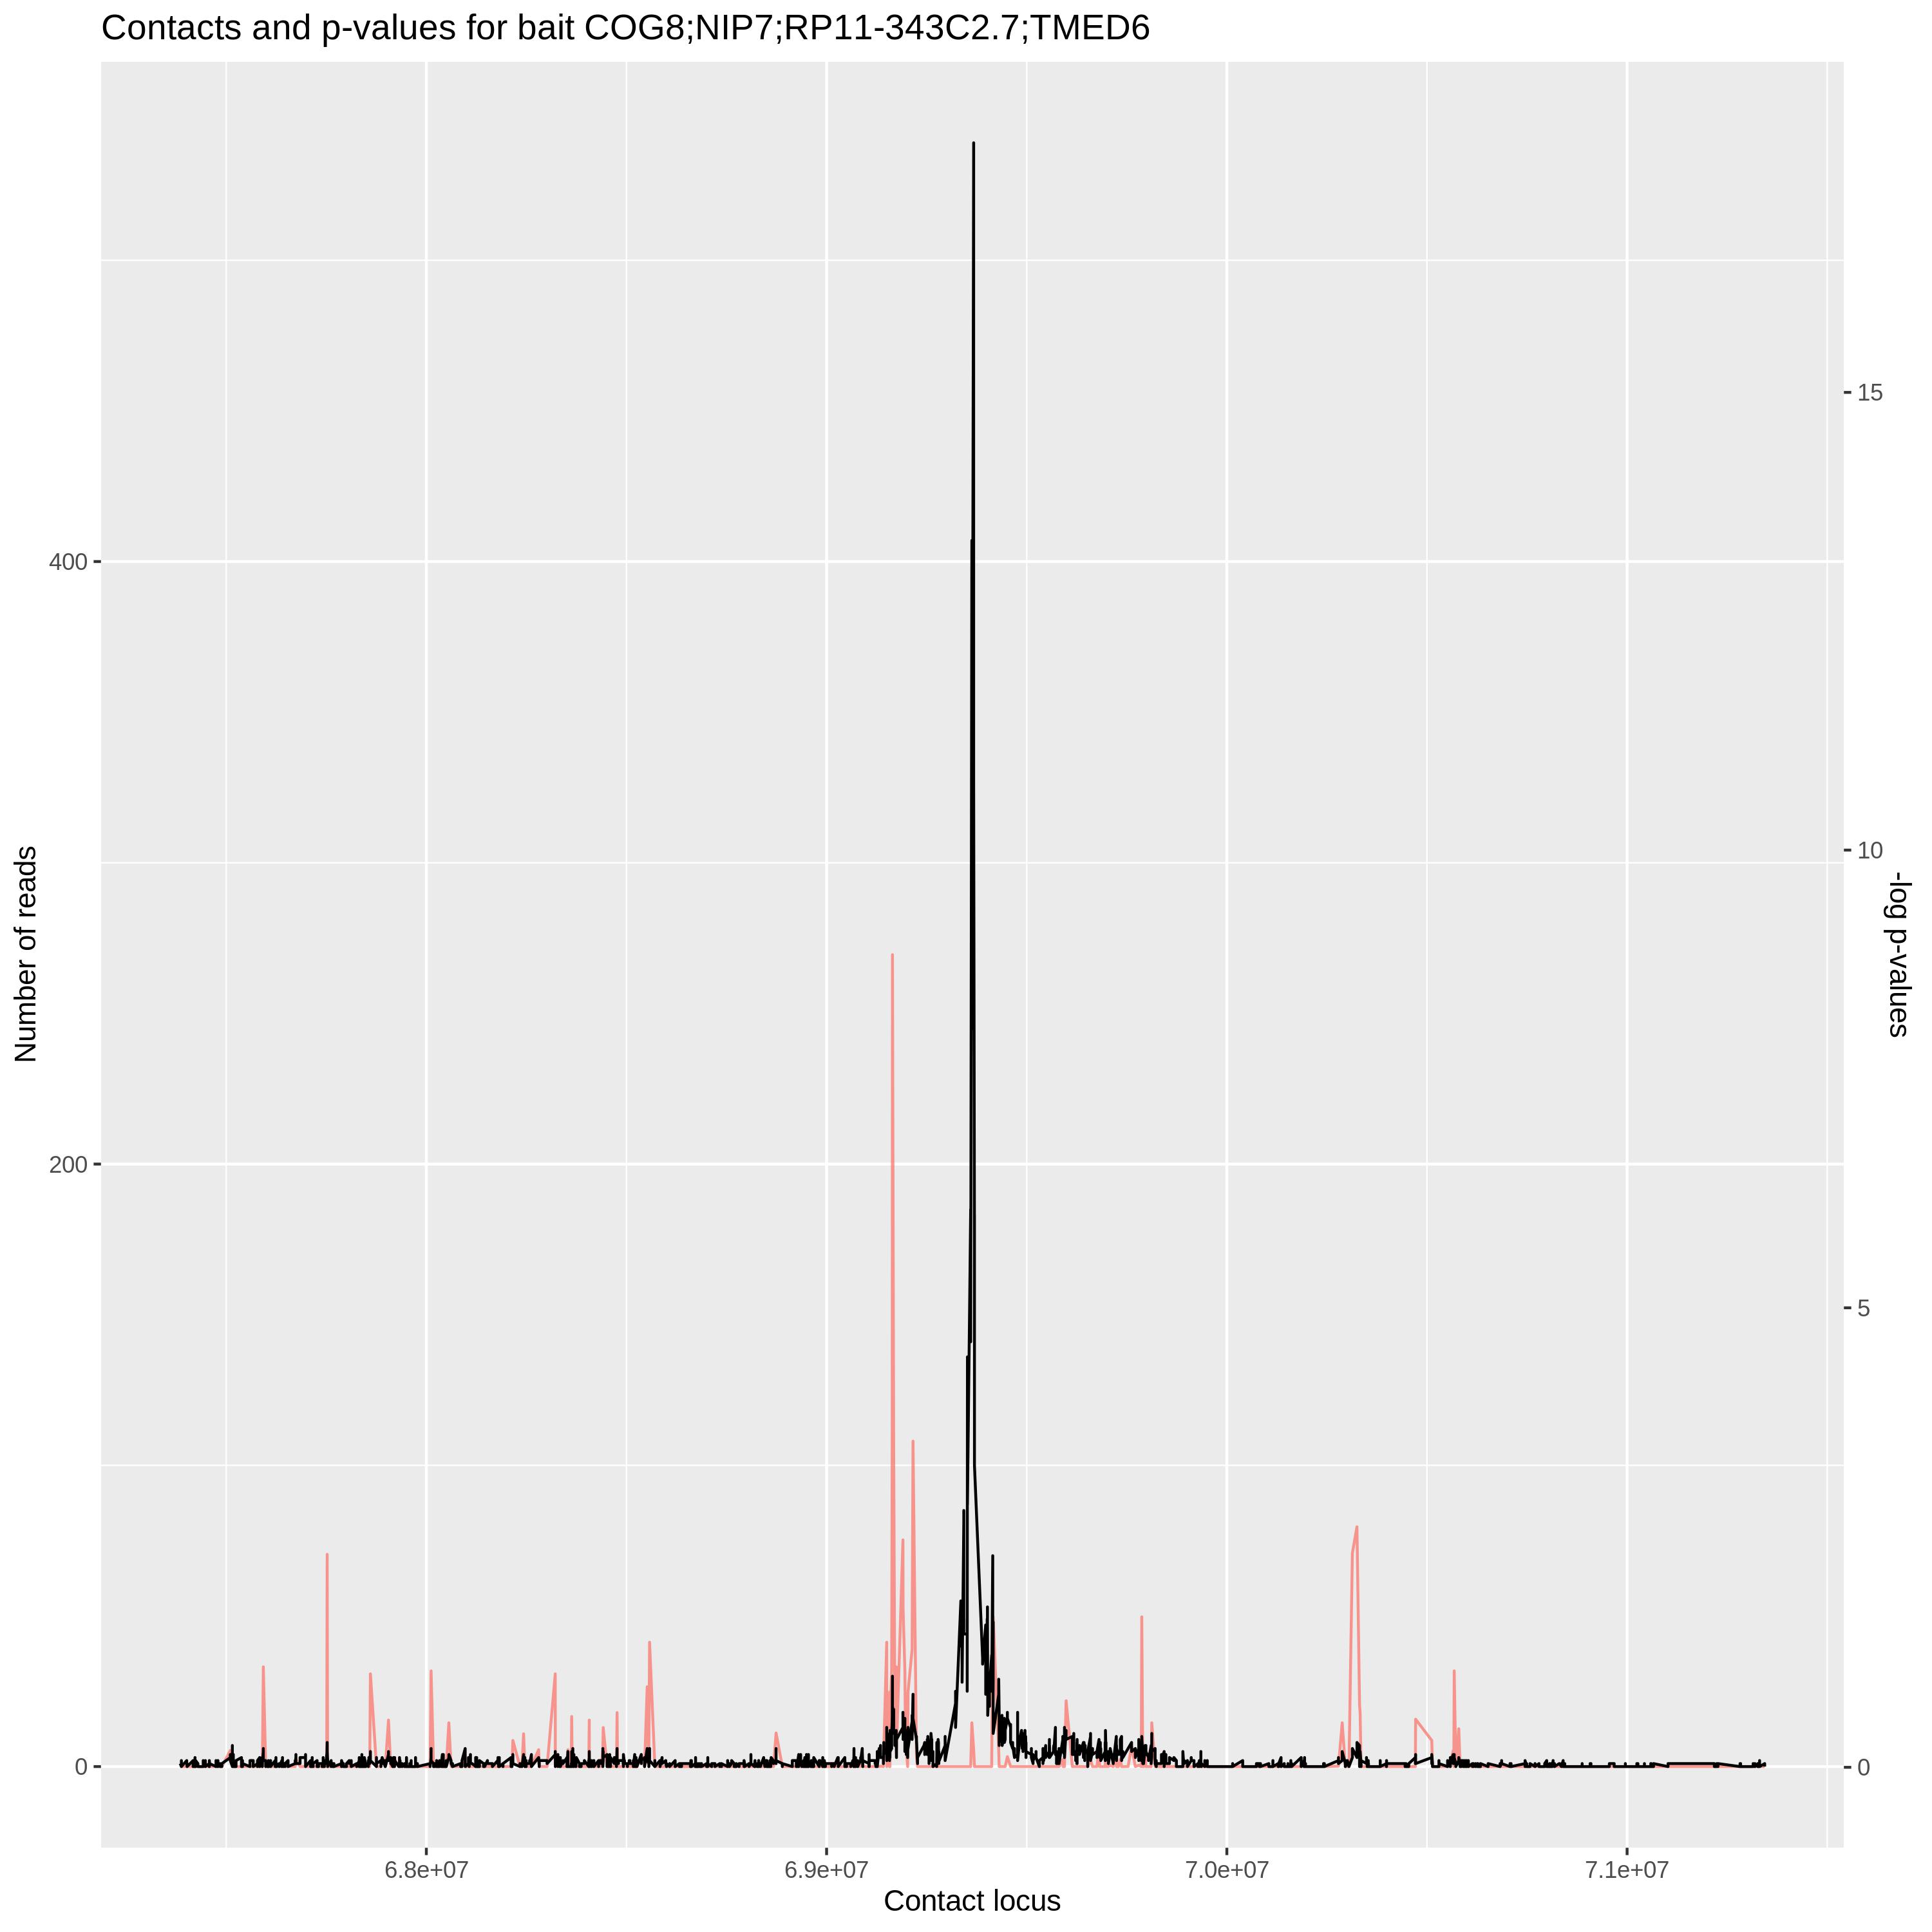 Contacts and p-values for bait COG8;NIP7;RP11-343C2.7;TMED6
Number of reads
400
200
0
15
10
5
0
-log p-values
6.8e+07 6.9e+07 7.0e+07 7.1e+07
Contact locus